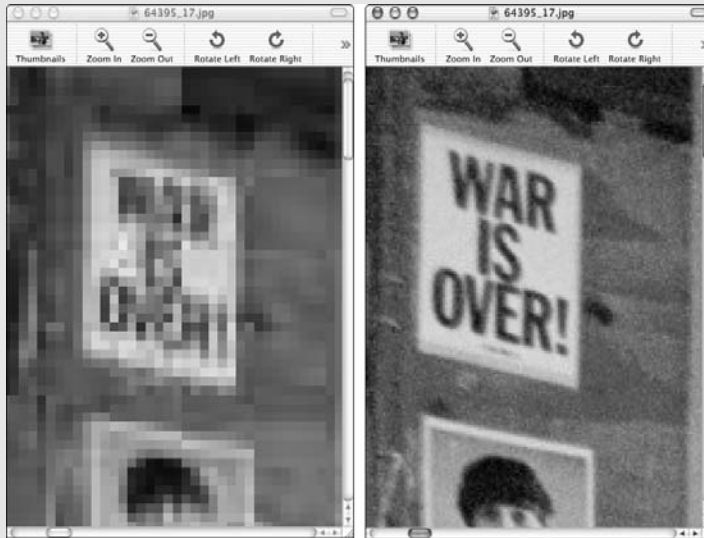 64395_17.jpg
Thumbnails Zoom In Zoom Out Rotate Left Rotate Right
64395_17.jpg
Thumbnails Zoom In Zoom Out Rotate Left Rotate Right
WAR
IS
OVER!